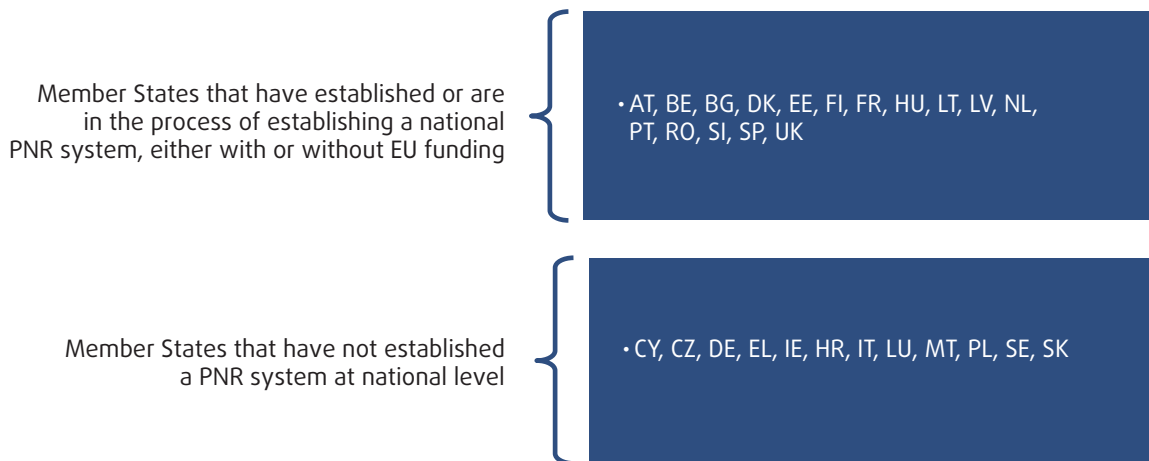 Member States that have established or are
in the process of establishing a national
PNR system, either with or without EU funding
• AT, BE, BG, DK, EE, FI, FR, HU, LT, LV, NL,
PT, RO, SI, SP, UK
Member States that have not established
a PNR system at national level
• CY, CZ, DE, EL, IE, HR, IT, LU, MT, PL, SE, SK